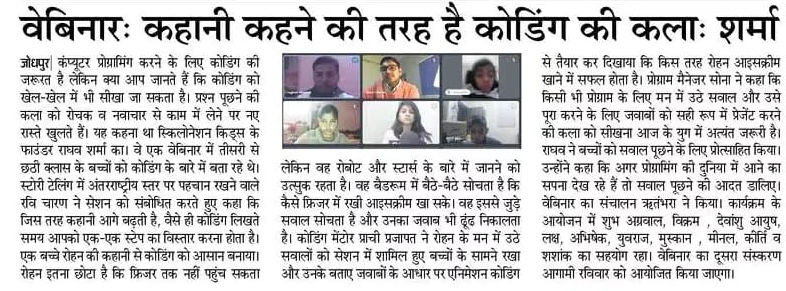 वेबिनारः कहानी कहने की तरह है कोडिंग की कलाः शर्मा
जोधपुर| कंप्यूटर प्रोग्रामिंग करने के लिए कोडिंग की
जरूरत है लेकिन क्या आप जानते हैं कि कोडिंग को
खेल-खेल में भी सीखा जा सकता है। प्रश्न पूछने की
कला को रोचक व नवाचार से काम में लेने पर नए
रास्ते खुलते हैं। यह कहना था स्किलोनेशन किड्स के
फाउंडर राघव शर्मा का। वे एक वेबिनार में तीसरी से
छठी क्लास के बच्चों को कोडिंग के बारे में बता रहे थे।
स्टोरी टेलिंग में अंतरराष्ट्रीय स्तर पर पहचान रखने वाले
रवि चारण ने सेशन को संबोधित करते हुए कहा कि
जिस तरह कहानी आगे बढ़ती है, वैसे ही कोडिंग लिखते
समय आपको एक-एक स्टेप का विस्तार करना होता है।
एक बच्चे रोहन की कहानी से कोडिंग को आसान बनाया।
रोहन इतना छोटा है कि फ्रिजर तक नहीं पहुंच सकता
लेकिन वह रोबोट और स्टार्स के बारे में जानने को
उत्सुक रहता है। वह बैडरूम में बैठे-बैठे सोचता है कि
कैसे फ्रिजर में रखी आइसक्रीम खा सके। वह इससे जुड़े
सवाल सोचता है और उनका जवाब भी ढूंढ निकालता
है। कोडिंग मेंटोर प्राची प्रजापत ने रोहन के मन में उठे
सवालों को सेशन में शामिल हुए बच्चों के सामने रखा
और उनके बताए जवाबों के आधार पर एनिमेशन कोडिंग
से तैयार कर दिखाया कि किस तरह रोहन आइसक्रीम
खाने में सफल होता है। प्रोग्राम मैनेजर सोना ने कहा कि
किसी भी प्रोग्राम के लिए मन में उठे सवाल और उसे
पूरा करने के लिए जवाबों को सही रूप में प्रेजेंट करने
की कला को सीखना आज के युग में अत्यंत जरूरी है।
राघव ने बच्चों को सवाल पूछने के लिए प्रोत्साहित किया।
उन्होंने कहा कि अगर प्रोग्रामिंग की दुनिया में आने का
सपना देख रहे हैं तो सवाल पूछने की आदत डालिए।
वेबिनार का संचालन ऋतंभरा ने किया। कार्यक्रम के
आयोजन में शुभ अग्रवाल, विक्रम , देवांशु आयुष,
लक्ष, अभिषेक, युवराज, मुस्कान , मीनल, कीर्ति व
शशांक का सहयोग रहा। वेबिनार का दूसरा संस्करण
आगामी रविवार को आयोजित किया जाएगा।